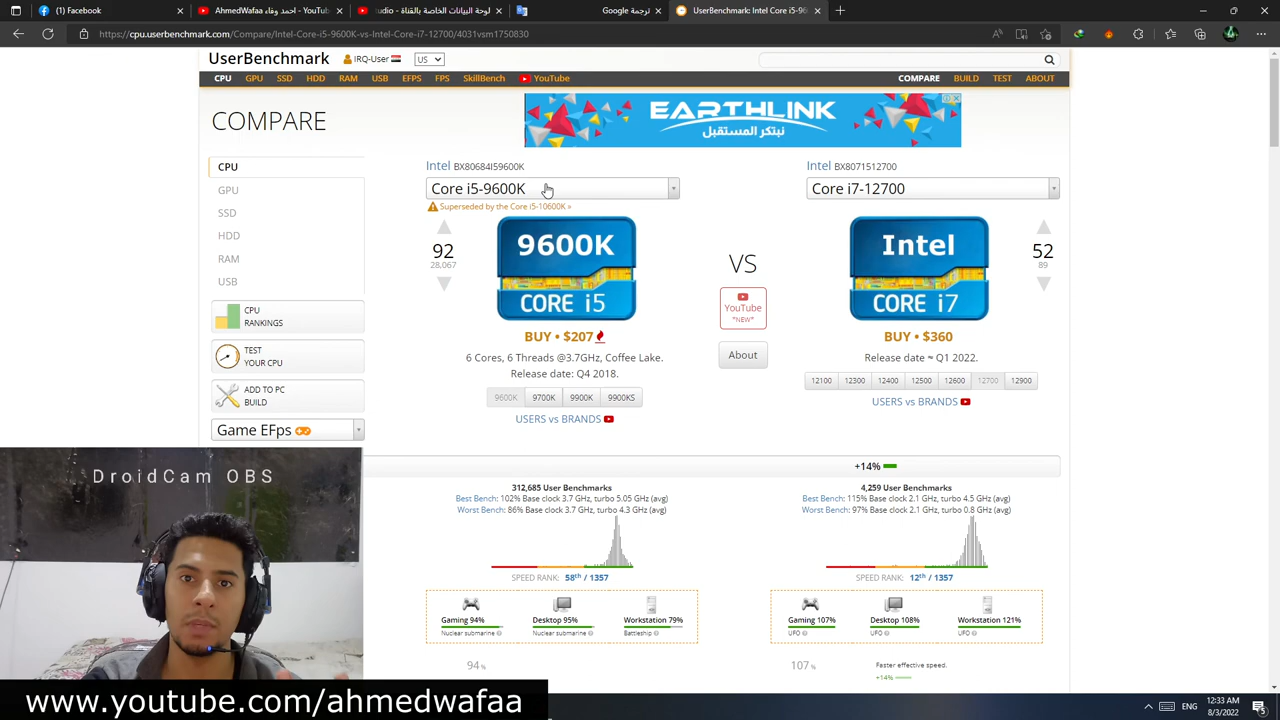 (1) Facebook
(5) YouTube
UserBenchmark: Intel Core i5-96
https://cpu.userbenchmark.com/Compare/Intel-Core-i5-9600K-vs-Intel-Core-i7-12700/4031vsm1750830
UserBenchmark
IRQ-User
US
CPU GPU SSD HDD RAM USB EFPS FPS SkillBench YouTube
COMPARE BUILD TEST ABOUT
COMPARE
EARTHLINK
نبتكر المستقبل
CPU
GPU
SSD
HDD
RAM
USB
CPU
RANKINGS
TEST
YOUR CPU
ADD TO PC
BUILD
Game EFps
Intel BX80684I59600K
Core i5-9600K
Superseded by the Core i5-10600K »
92
28,067
9600K
CORE i5
BUY • $207
6 Cores, 6 Threads @3.7GHz, Coffee Lake.
Release date: Q4 2018.
9600K 9700K 9900K 9900KS
USERS vs BRANDS
VS
YouTube
*NEW*
About
Intel BX8071512700
Core i7-12700
52
89
Intel
CORE i7
BUY • $360
Release date ≈ Q1 2022.
12100 12300 12400 12500 12600 12700 12900
USERS vs BRANDS
+14%
312,685 User Benchmarks
Best Bench: 102% Base clock 3.7 GHz, turbo 5.05 GHz (avg)
Worst Bench: 86% Base clock 3.7 GHz, turbo 4.3 GHz (avg)
SPEED RANK: 58th / 1357
Gaming 94%
Nuclear submarine
Desktop 95%
Nuclear submarine
Workstation 79%
Battleship
94 %
4,259 User Benchmarks
Best Bench: 115% Base clock 2.1 GHz, turbo 4.5 GHz (avg)
Worst Bench: 97% Base clock 2.1 GHz, turbo 0.8 GHz (avg)
SPEED RANK: 12th / 1357
Gaming 107%
UFO
Desktop 108%
UFO
Workstation 121%
UFO
107 %
Faster effective speed.
+14%
DroidCam OBS
www.youtube.com/ahmedwafaa
ENG
12:33 AM
8/3/2022